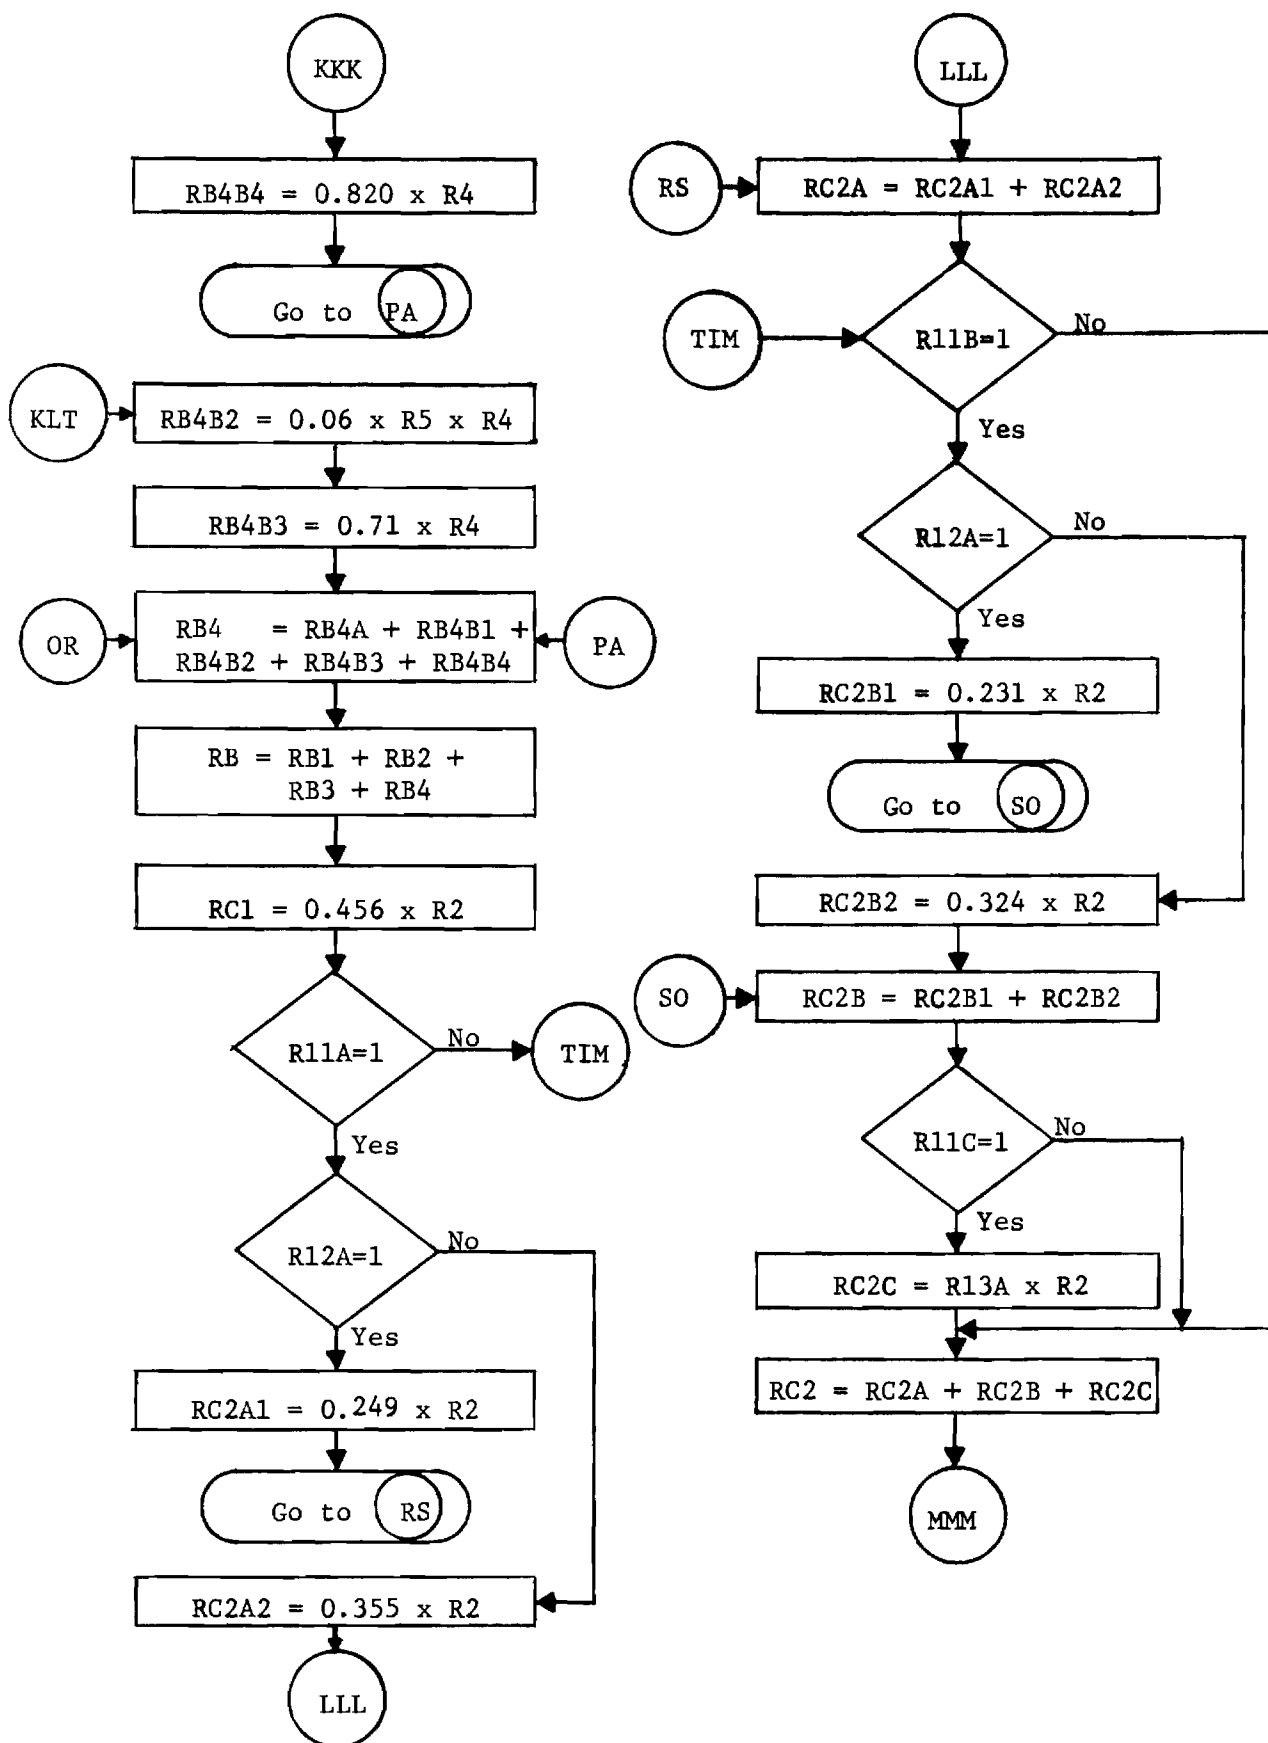 KKK
RB4B4 = 0.820 x R4
Go to PA
KLT
RB4B2 = 0.06 x R5 x R4
RB4B3 = 0.71 x R4
OR
RB4 = RB4A + RB4B1 +
RB4B2 + RB4B3 + RB4B4
PA
RB = RB1 + RB2 +
RB3 + RB4
RC1 = 0.456 x R2
R11A=1
No
TIM
Yes
R12A=1
No
Yes
RC2A1 = 0.249 x R2
Go to RS
RC2A2 = 0.355 x R2
LLL
LLL
RS
RC2A = RC2A1 + RC2A2
TIM
R11B=1
No
Yes
R12A=1
No
Yes
RC2B1 = 0.231 x R2
Go to SO
RC2B2 = 0.324 x R2
SO
RC2B = RC2B1 + RC2B2
R11C=1
No
Yes
RC2C = R13A x R2
RC2 = RC2A + RC2B + RC2C
MMM